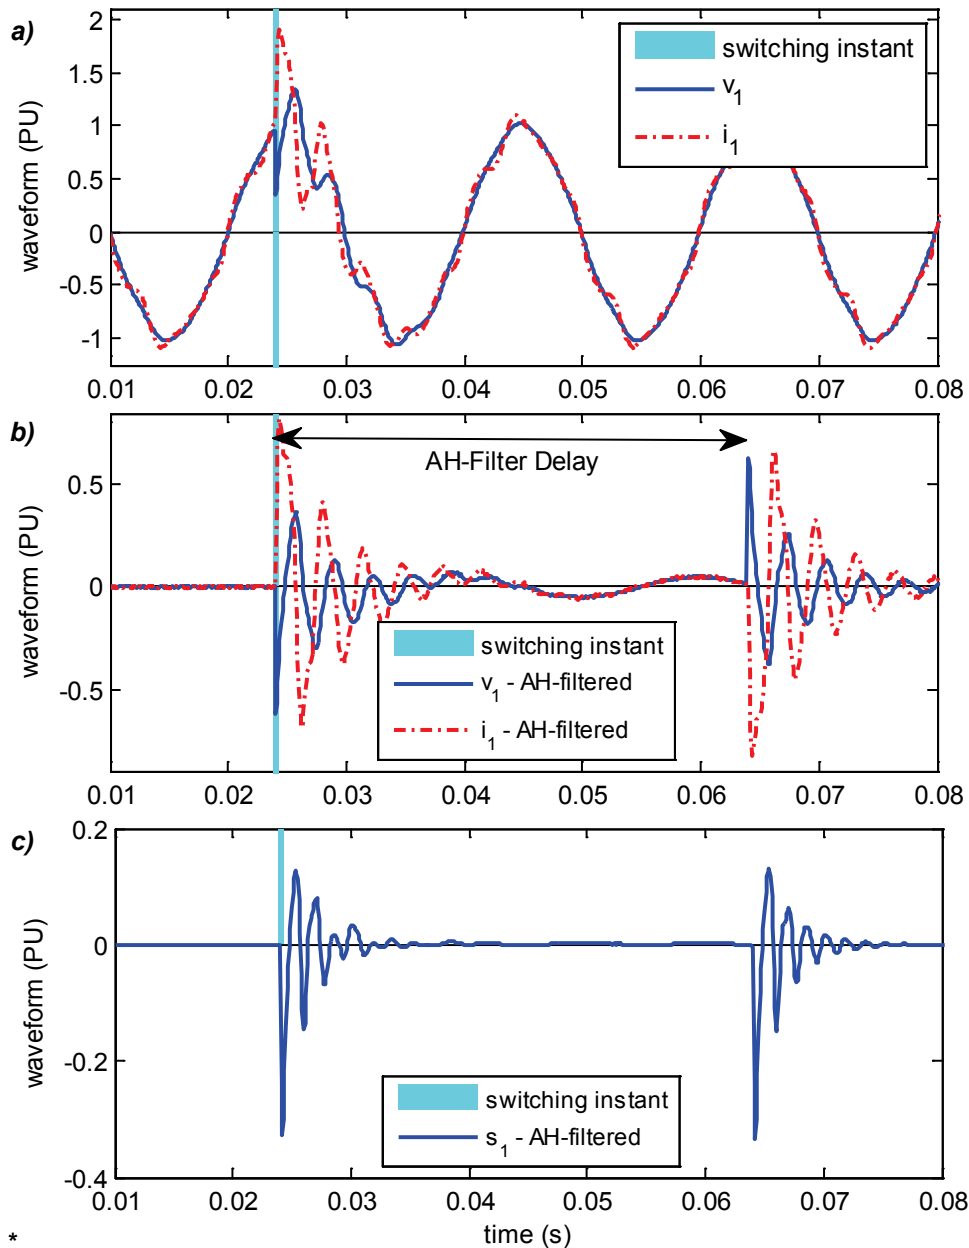 a)
waveform (PU)
2
1.5
1
0.5
0
-0.5
-1
switching instant
v1
i1
0.01 0.02 0.03 0.04 0.05 0.06 0.07 0.08
b)
waveform (PU)
0.5
0
-0.5
AH-Filter Delay
switching instant
v1 - AH-filtered
i1 - AH-filtered
0.01 0.02 0.03 0.04 0.05 0.06 0.07 0.08
c)
waveform (PU)
0.2
0
-0.2
-0.4
switching instant
s1 - AH-filtered
0.01 0.02 0.03 0.04 0.05 0.06 0.07 0.08
time (s)
*